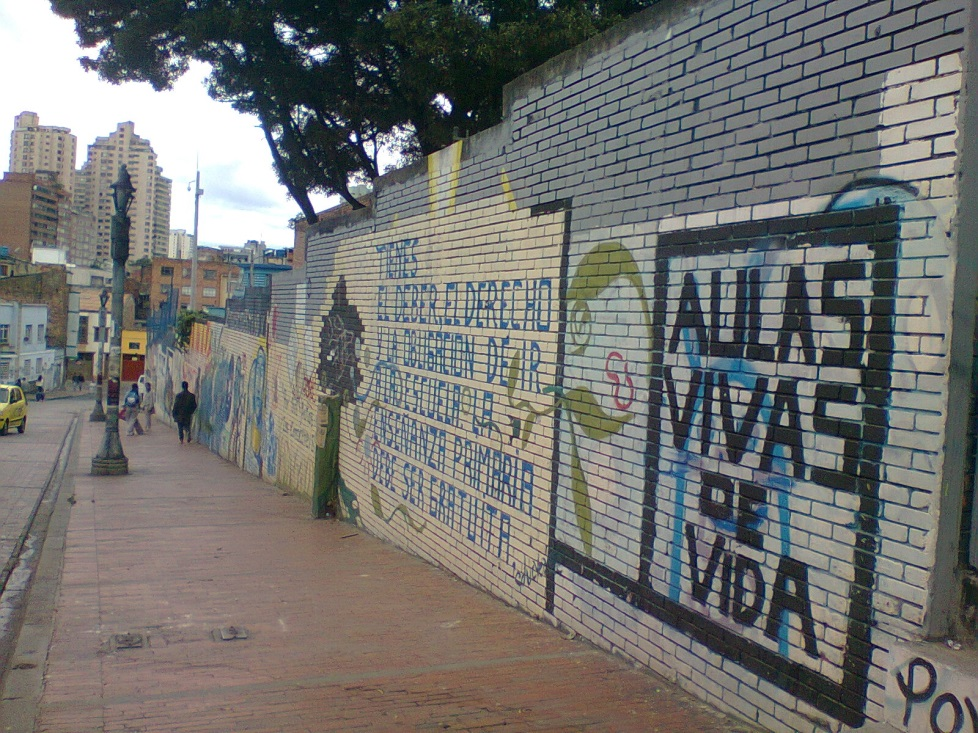 TIENES
EL DEBER EL DERECHO
Y LA OBLIGACION DE IR
ESCUELA
ENSEÑANZA PRIMARIA
DEBE SER GRATUITA
AULAS
VIVAS
DE
VIDA